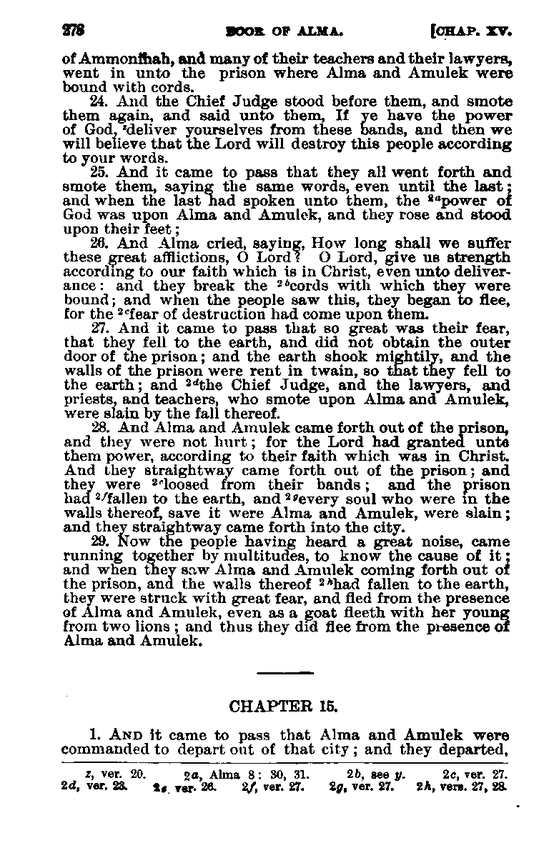 278 BOOK OF ALMA. [CHAP. XV.
of Ammonihah, and many of their teachers and their lawyers,
went in unto the prison where Alma and Amulek were
bound with cords.
24. And the Chief Judge stood before them, and smote
them again, and said unto them, If ye have the power
of God, ᶻdeliver yourselves from these bands, and then we
will believe that the Lord will destroy this people according
to your words.
25. And it came to pass that they all went forth and
smote them, saying the same words, even until the last;
and when the last had spoken unto them, the ²ᵃpower of
God was upon Alma and Amulek, and they rose and stood
upon their feet;
26. And Alma cried, saying, How long shall we suffer
these great afflictions, O Lord? O Lord, give us strength
according to our faith which is in Christ, even unto deliver-
ance: and they break the ²ᵇcords with which they were
bound; and when the people saw this, they began to flee,
for the ²ᶜfear of destruction had come upon them.
27. And it came to pass that so great was their fear,
that they fell to the earth, and did not obtain the outer
door of the prison; and the earth shook mightily, and the
walls of the prison were rent in twain, so that they fell to
the earth; and ²ᵈthe Chief Judge, and the lawyers, and
priests, and teachers, who smote upon Alma and Amulek,
were slain by the fall thereof.
28. And Alma and Amulek came forth out of the prison,
and they were not hurt; for the Lord had granted unto
them power, according to their faith which was in Christ.
And they straightway came forth out of the prison; and
they were ²ᵉloosed from their bands; and the prison
had ²ᶠfallen to the earth, and ²ᵍevery soul who were in the
walls thereof, save it were Alma and Amulek, were slain;
and they straightway came forth into the city.
29. Now the people having heard a great noise, came
running together by multitudes, to know the cause of it;
and when they saw Alma and Amulek coming forth out of
the prison, and the walls thereof ²ʰhad fallen to the earth,
they were struck with great fear, and fled from the presence
of Alma and Amulek, even as a goat fleeth with her young
from two lions; and thus they did flee from the presence of
Alma and Amulek.
CHAPTER 15.
1. AND it came to pass that Alma and Amulek were
commanded to depart out of that city; and they departed,
z, ver. 20. 2a, Alma 8: 30, 31. 2b, see y. 2c, ver. 27.
2d, ver. 23. 2e, ver. 26. 2f, ver. 27. 2g, ver. 27. 2h, vers. 27, 28.